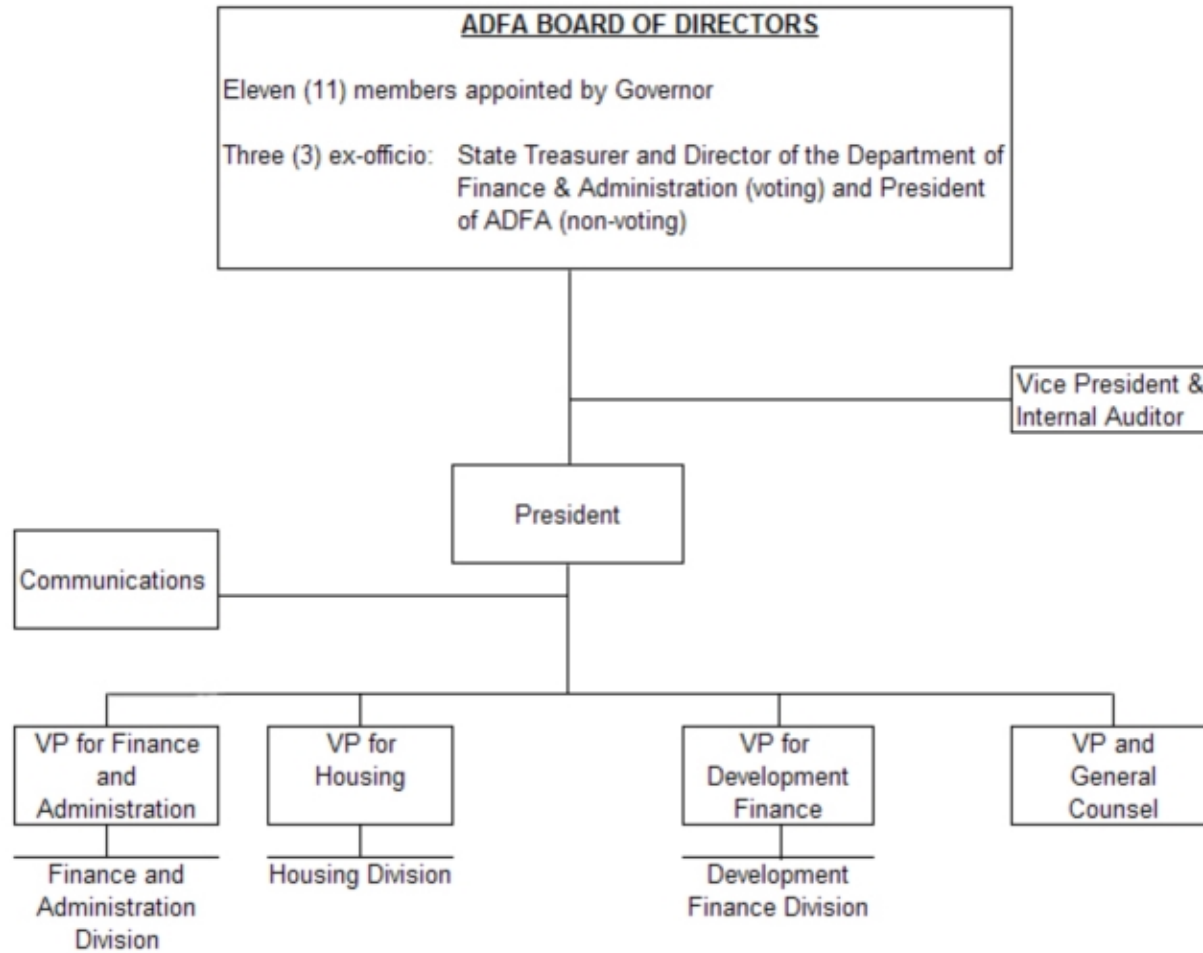 ADFA BOARD OF DIRECTORS
Eleven (11) members appointed by Governor
Three (3) ex-officio: State Treasurer and Director of the Department of
Finance & Administration (voting) and President
of ADFA (non-voting)
Vice President &
Internal Auditor
President
Communications
VP for Finance
and
Administration
VP for
Housing
VP for
Development
Finance
VP and
General
Counsel
Finance and
Administration
Division
Housing Division
Development
Finance Division